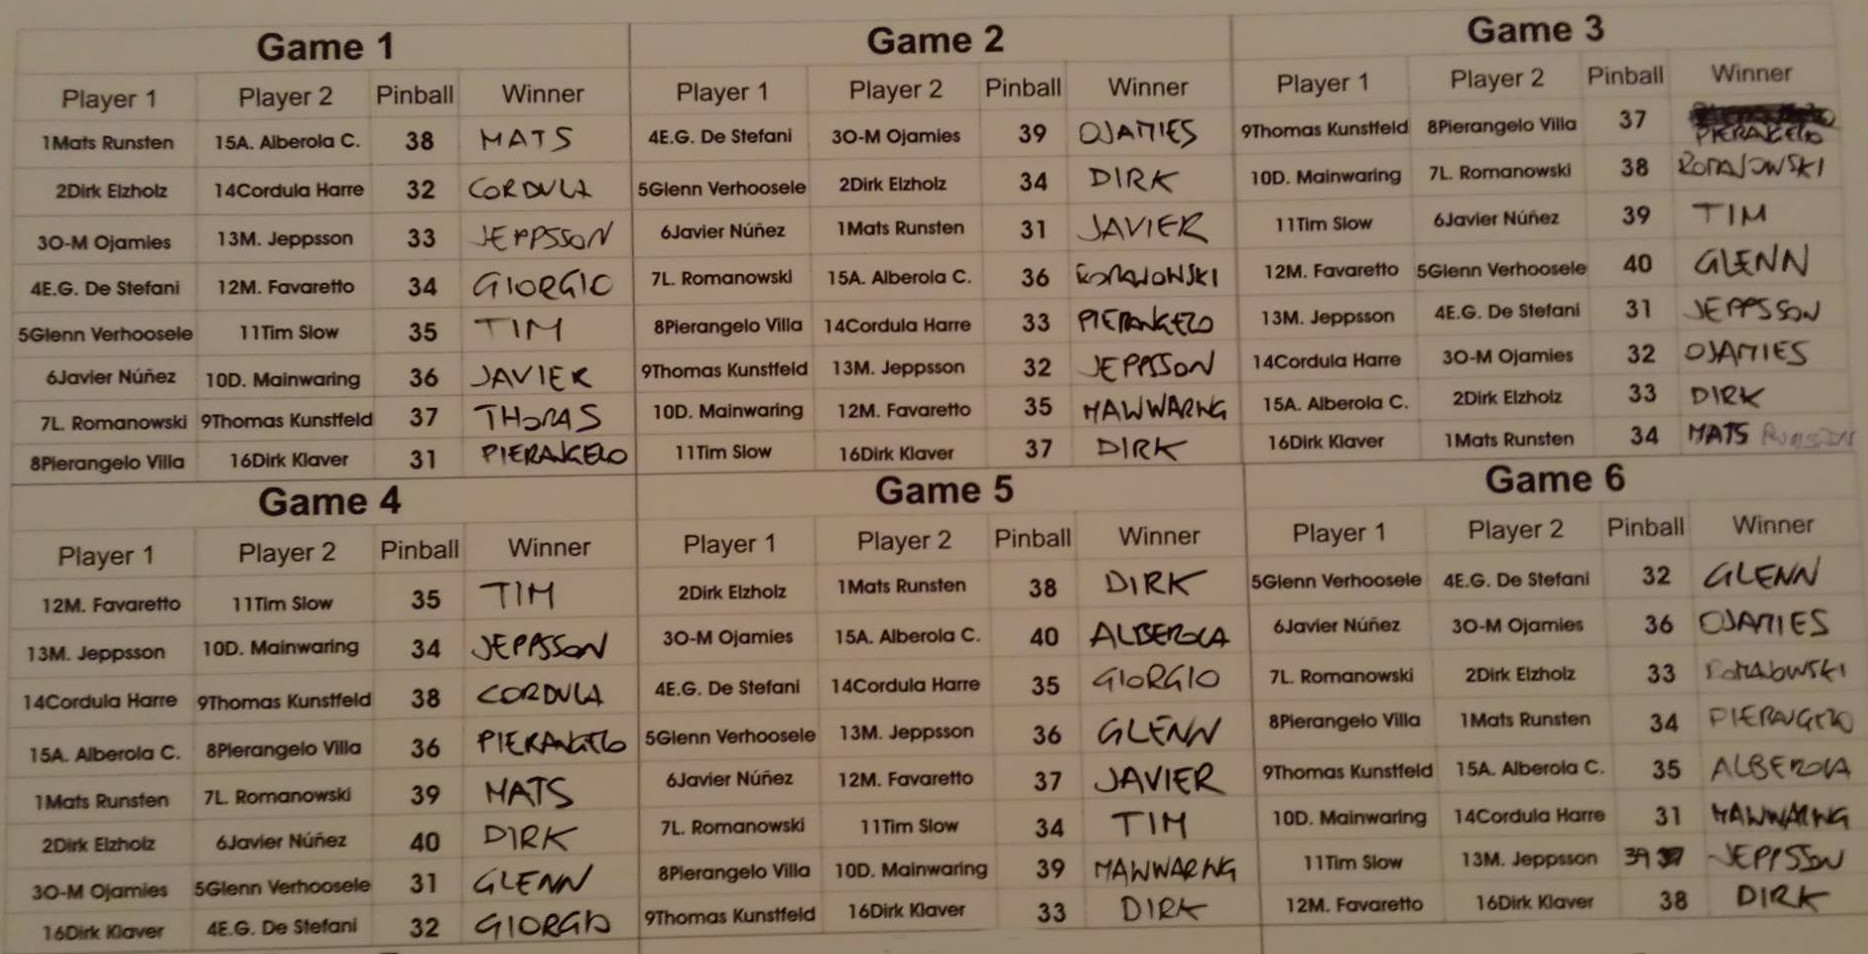 Game 1
Player 1 Player 2 Pinball Winner
1Mats Runsten 15A. Alberola C. 38 MATS
2Dirk Elzholz 14Cordula Harre 32 CORDULA
3O-M Ojamies 13M. Jeppsson 33 JEPPSSON
4E.G. De Stefani 12M. Favaretto 34 GIORGIO
5Glenn Verhoosele 11Tim Slow 35 TIM
6Javier Núñez 10D. Mainwaring 36 JAVIER
7L. Romanowski 9Thomas Kunstfeld 37 THOMAS
8Pierangelo Villa 16Dirk Klaver 31 PIERANGELO
Game 2
Player 1 Player 2 Pinball Winner
4E.G. De Stefani 3O-M Ojamies 39 OJAMIES
5Glenn Verhoosele 2Dirk Elzholz 34 DIRK
6Javier Núñez 1Mats Runsten 31 JAVIER
7L. Romanowski 15A. Alberola C. 36 ROMANOWSKI
8Pierangelo Villa 14Cordula Harre 33 PIERANGELO
9Thomas Kunstfeld 13M. Jeppsson 32 JEPPSSON
10D. Mainwaring 12M. Favaretto 35 MAINWARING
11Tim Slow 16Dirk Klaver 37 DIRK
Game 3
Player 1 Player 2 Pinball Winner
9Thomas Kunstfeld 8Pierangelo Villa 37 PIERANGELO
10D. Mainwaring 7L. Romanowski 38 ROMANOWSKI
11Tim Slow 6Javier Núñez 39 TIM
12M. Favaretto 5Glenn Verhoosele 40 GLENN
13M. Jeppsson 4E.G. De Stefani 31 JEPPSSON
14Cordula Harre 3O-M Ojamies 32 OJAMIES
15A. Alberola C. 2Dirk Elzholz 33 DIRK
16Dirk Klaver 1Mats Runsten 34 MATS RUNSTEN
Game 4
Player 1 Player 2 Pinball Winner
12M. Favaretto 11Tim Slow 35 TIM
13M. Jeppsson 10D. Mainwaring 34 JEPPSSON
14Cordula Harre 9Thomas Kunstfeld 38 CORDULA
15A. Alberola C. 8Pierangelo Villa 36 PIERANGELO
1Mats Runsten 7L. Romanowski 39 MATS
2Dirk Elzholz 6Javier Núñez 40 DIRK
3O-M Ojamies 5Glenn Verhoosele 31 GLENN
16Dirk Klaver 4E.G. De Stefani 32 GIORGIO
Game 5
Player 1 Player 2 Pinball Winner
2Dirk Elzholz 1Mats Runsten 38 DIRK
3O-M Ojamies 15A. Alberola C. 40 ALBEROLA
4E.G. De Stefani 14Cordula Harre 35 GIORGIO
5Glenn Verhoosele 13M. Jeppsson 36 GLENN
6Javier Núñez 12M. Favaretto 37 JAVIER
7L. Romanowski 11Tim Slow 34 TIM
8Pierangelo Villa 10D. Mainwaring 39 MAINWARING
9Thomas Kunstfeld 16Dirk Klaver 33 DIRK
Game 6
Player 1 Player 2 Pinball Winner
5Glenn Verhoosele 4E.G. De Stefani 32 GLENN
6Javier Núñez 3O-M Ojamies 36 OJAMIES
7L. Romanowski 2Dirk Elzholz 33 ROMANOWSKI
8Pierangelo Villa 1Mats Runsten 34 PIERANGELO
9Thomas Kunstfeld 15A. Alberola C. 35 ALBEROLA
10D. Mainwaring 14Cordula Harre 31 MAINWARING
11Tim Slow 13M. Jeppsson 39 JEPPSSON
12M. Favaretto 16Dirk Klaver 38 DIRK